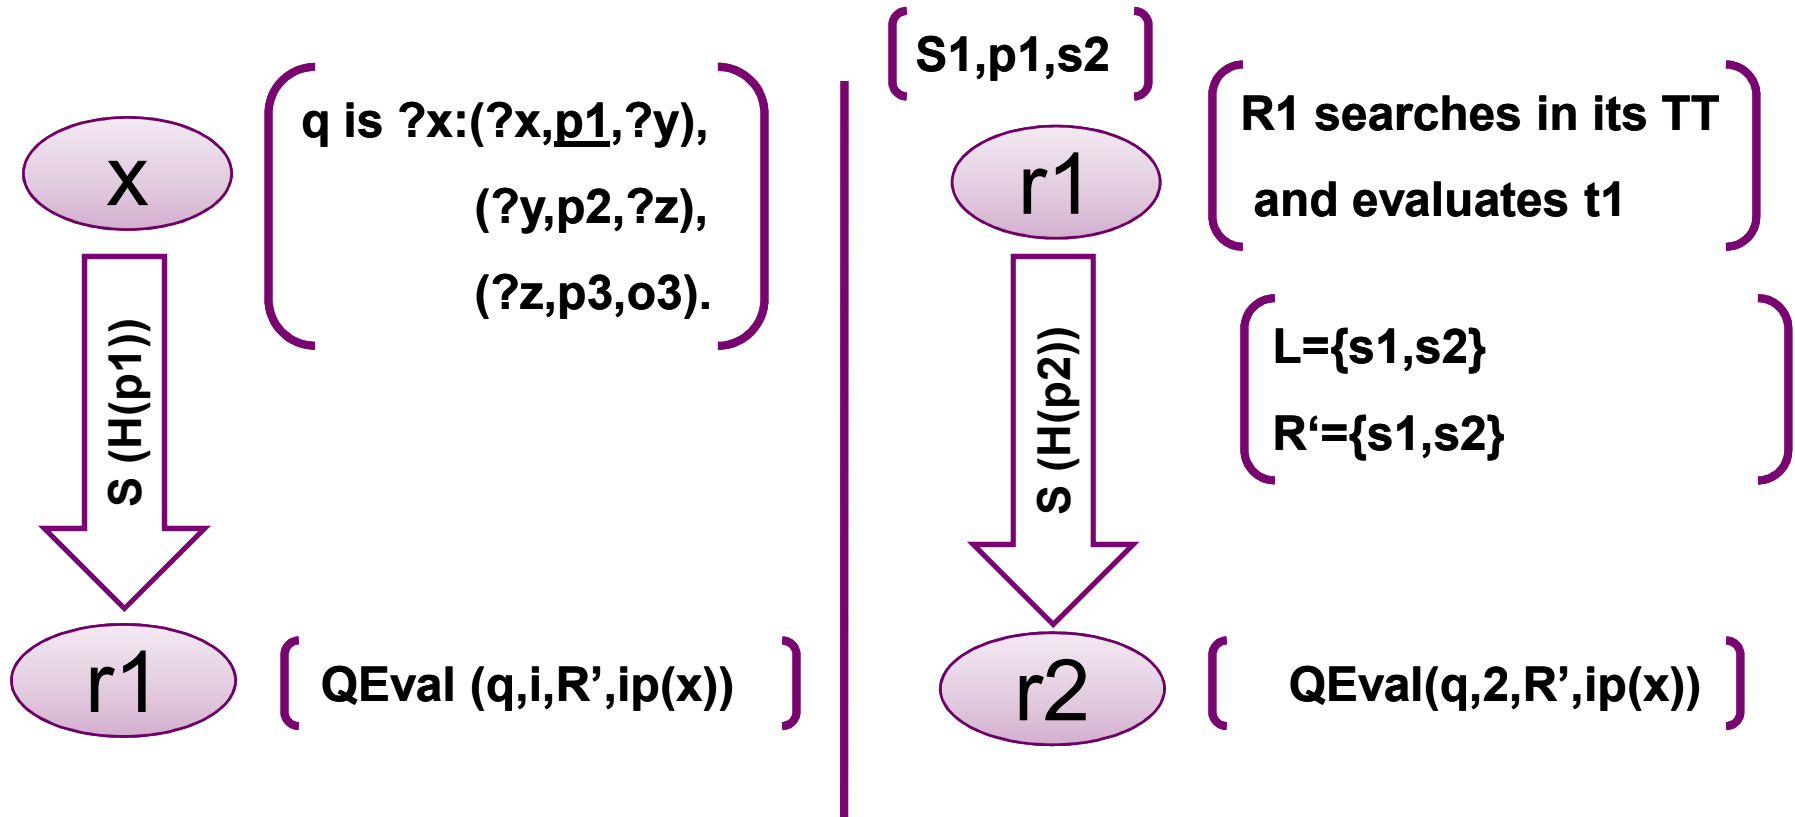 x
q is ?x:(?x,p1,?y),
(?y,p2,?z),
(?z,p3,o3).
S (H(p1))
r1
QEval (q,i,R’,ip(x))
S1,p1,s2
r1
R1 searches in its TT
and evaluates t1
L={s1,s2}
R‘={s1,s2}
S (H(p2))
r2
QEval(q,2,R’,ip(x))